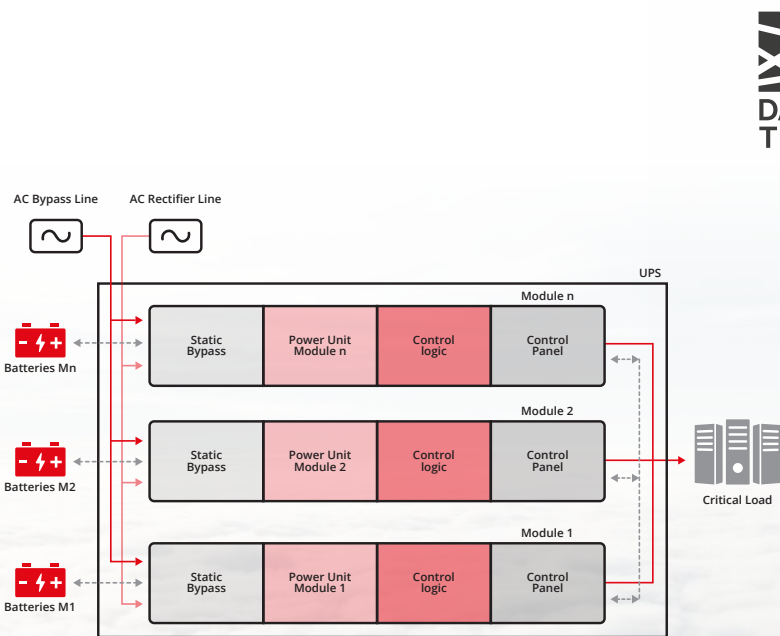 AC Bypass Line
AC Rectifier Line
UPS
Module n
Static
Bypass
Power Unit
Module n
Control
logic
Control
Panel
Batteries Mn
Module 2
Static
Bypass
Power Unit
Module 2
Control
logic
Control
Panel
Batteries M2
Critical Load
Module 1
Static
Bypass
Power Unit
Module 1
Control
logic
Control
Panel
Batteries M1